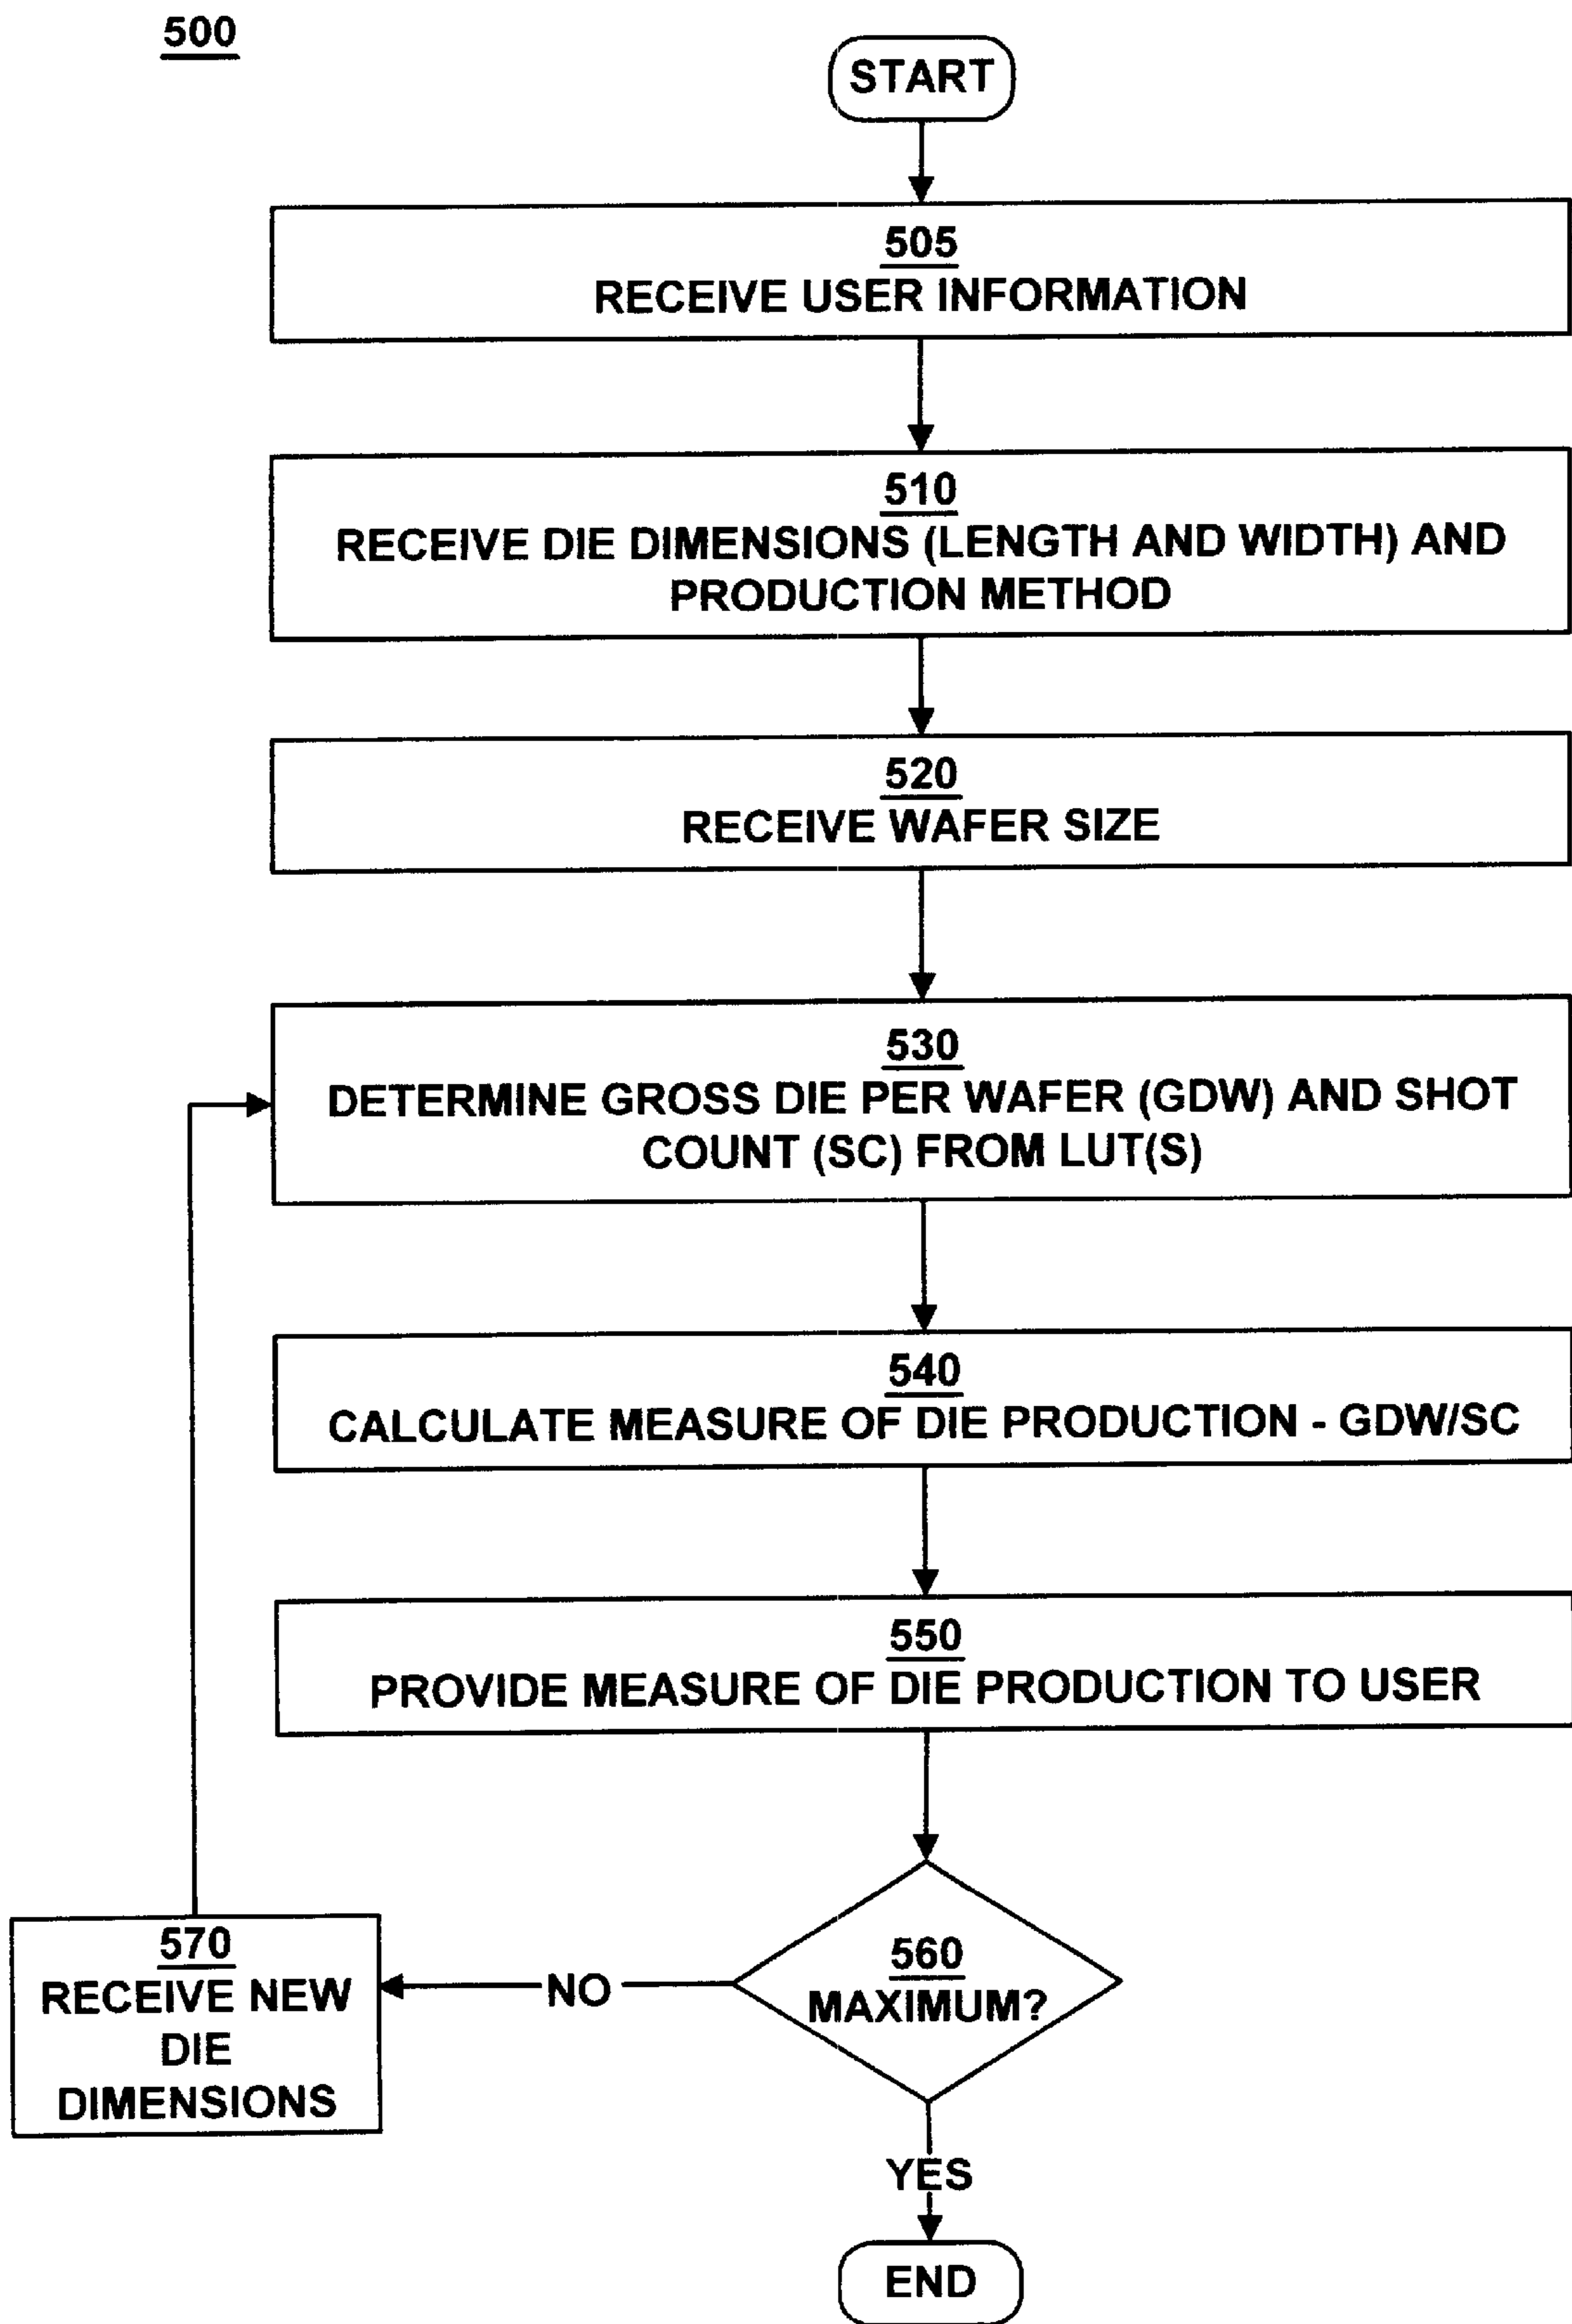 500
START
505
RECEIVE USER INFORMATION
510
RECEIVE DIE DIMENSIONS (LENGTH AND WIDTH) AND
PRODUCTION METHOD
520
RECEIVE WAFER SIZE
530
DETERMINE GROSS DIE PER WAFER (GDW) AND SHOT
COUNT (SC) FROM LUT(S)
540
CALCULATE MEASURE OF DIE PRODUCTION - GDW/SC
550
PROVIDE MEASURE OF DIE PRODUCTION TO USER
560
MAXIMUM?
NO
570
RECEIVE NEW
DIE
DIMENSIONS
YES
END